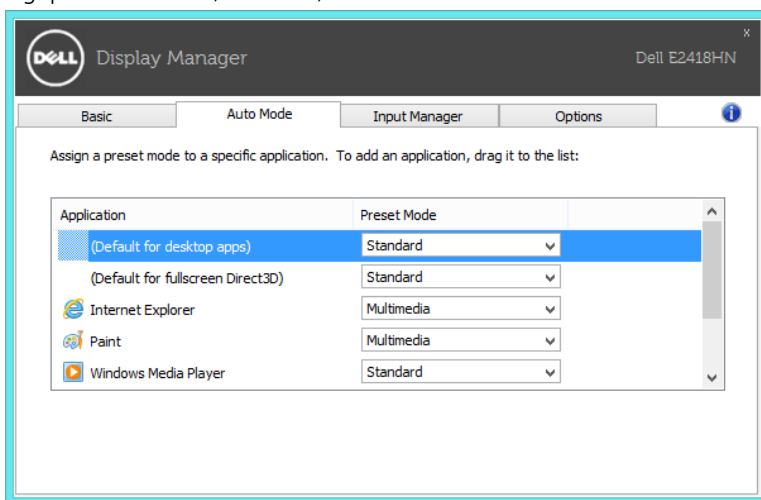 DELL Display Manager Dell E2418HN x
Basic Auto Mode Input Manager Options
Assign a preset mode to a specific application. To add an application, drag it to the list:
Application Preset Mode
(Default for desktop apps) Standard
(Default for fullscreen Direct3D) Standard
Internet Explorer Multimedia
Paint Multimedia
Windows Media Player Standard